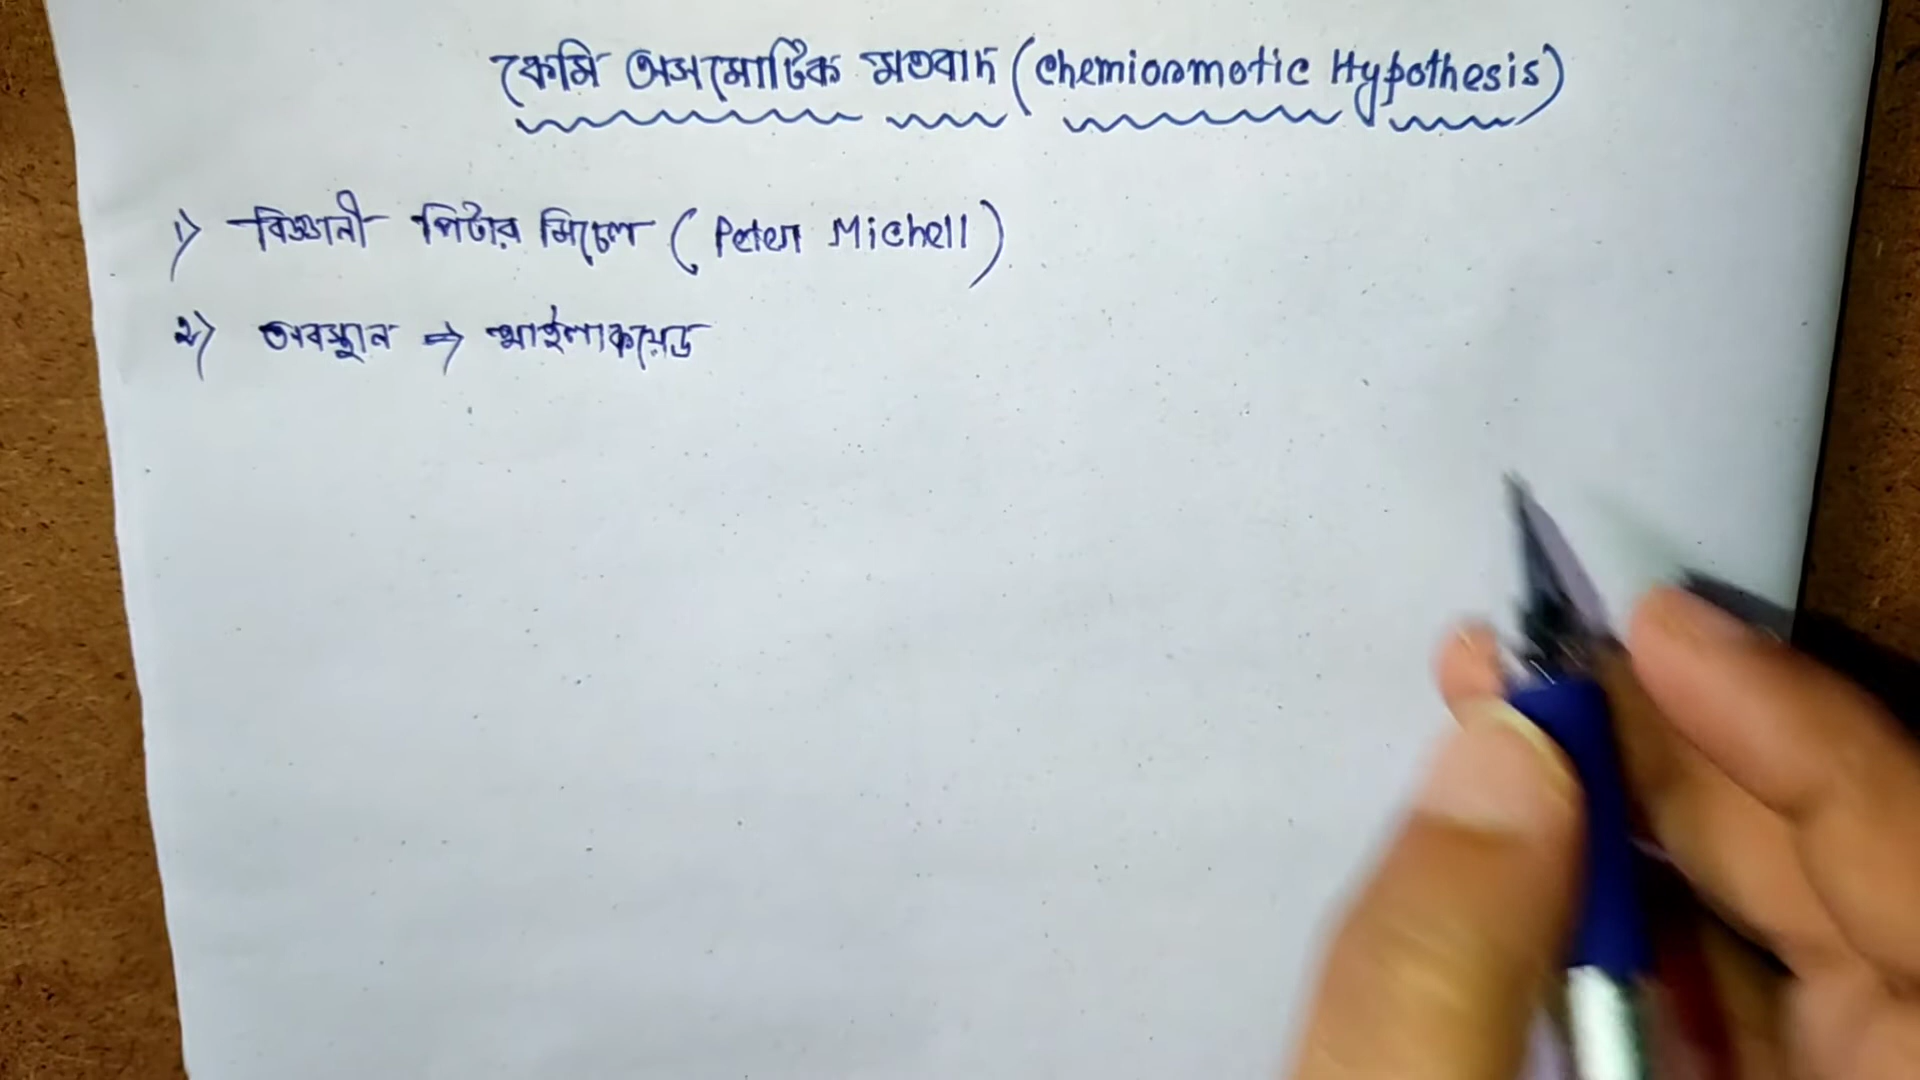 কেমি অসমোটিক মতবাদ (Chemiosmotic Hypothesis)
১) বিজ্ঞানী পিটার মিচেল (Peter Michell)
২) অবস্থান ⇒ থাইলাকয়েড